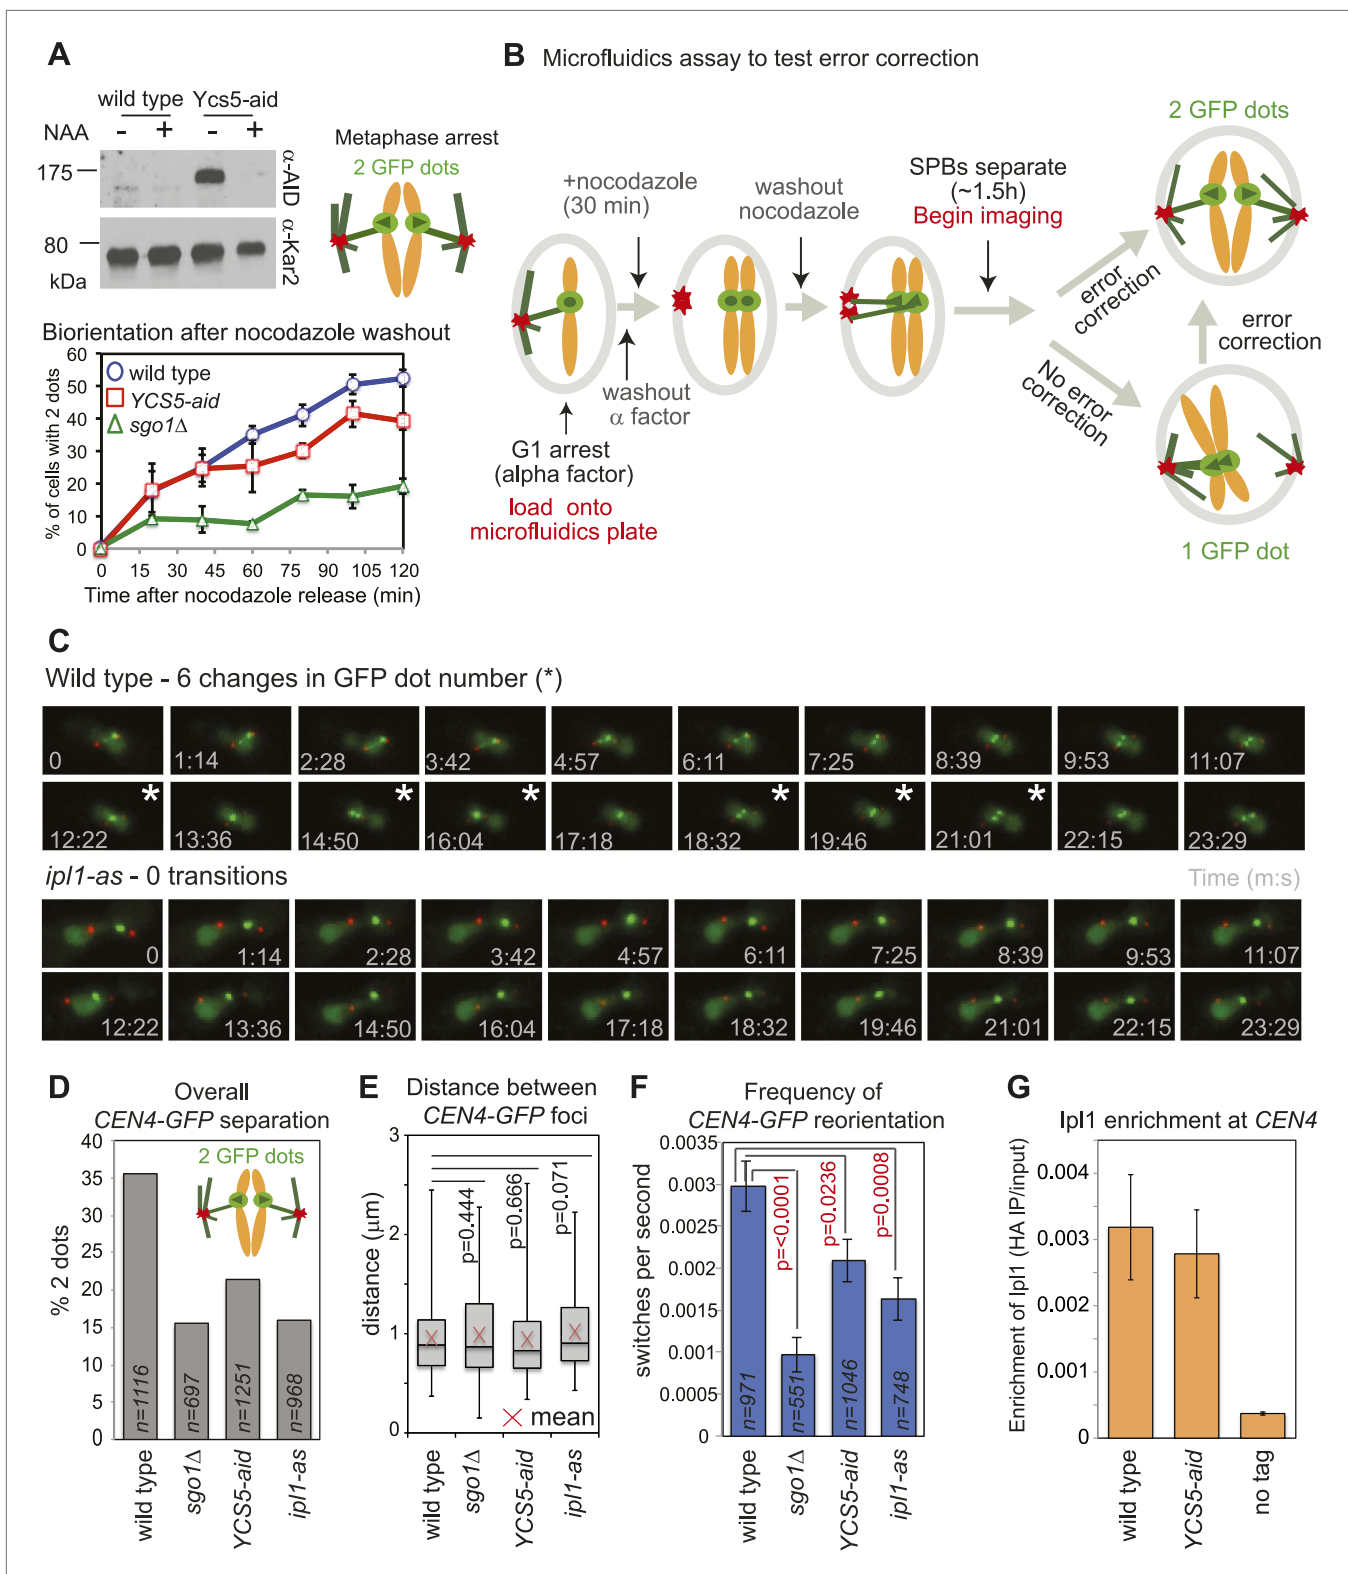 A
wild type
Ycs5-aid
NAA
- + - +
175
α-AID
80
α-Kar2
kDa
Metaphase arrest
2 GFP dots
Biorientation after nocodazole washout
% of cells with 2 dots
60
50
40
30
20
10
0
wild type
YCS5-aid
sgo1Δ
0 15 30 45 60 75 90 105 120
Time after nocodazole release (min)
B
Microfluidics assay to test error correction
+nocodazole
(30 min)
washout
nocodazole
SPBs separate
(~1.5h)
Begin imaging
washout
α factor
G1 arrest
(alpha factor)
load onto
microfluidics plate
2 GFP dots
error
correction
No error
correction
error
correction
1 GFP dot
C
Wild type - 6 changes in GFP dot number (*)
0 1:14 2:28 3:42 4:57 6:11 7:25 8:39 9:53 11:07
* * * * * *
12:22 13:36 14:50 16:04 17:18 18:32 19:46 21:01 22:15 23:29
ipl1-as - 0 transitions
Time (m:s)
0 1:14 2:28 3:42 4:57 6:11 7:25 8:39 9:53 11:07
12:22 13:36 14:50 16:04 17:18 18:32 19:46 21:01 22:15 23:29
D
Overall
CEN4-GFP separation
% 2 dots
40
35
30
25
20
15
10
5
0
2 GFP dots
n=1116
n=697
n=1251
n=968
wild type
sgo1Δ
YCS5-aid
ipl1-as
E
Distance between
CEN4-GFP foci
distance (μm)
3
2
1
0
p=0.444
p=0.666
p=0.071
mean
wild type
sgo1Δ
YCS5-aid
ipl1-as
F
Frequency of
CEN4-GFP reorientation
switches per second
0.0035
0.003
0.0025
0.002
0.0015
0.001
0.0005
0
p=<0.0001
p=0.0236
p=0.0008
n=971
n=551
n=1046
n=748
wild type
sgo1Δ
YCS5-aid
ipl1-as
G
Ipl1 enrichment at CEN4
Enrichment of Ipl1 (HA IP/input)
0.004
0.003
0.002
0.001
0
wild type
YCS5-aid
no tag